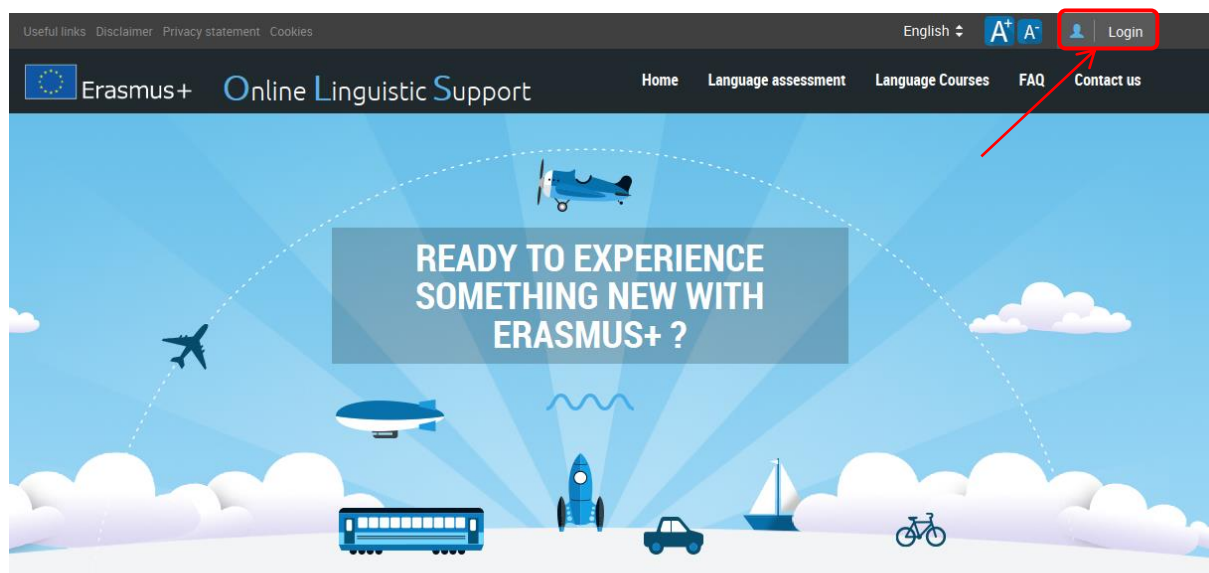 Useful links Disclaimer Privacy statement Cookies English A+ A- Login
Erasmus+ Online Linguistic Support Home Language assessment Language Courses FAQ Contact us
READY TO EXPERIENCE
SOMETHING NEW WITH
ERASMUS+ ?